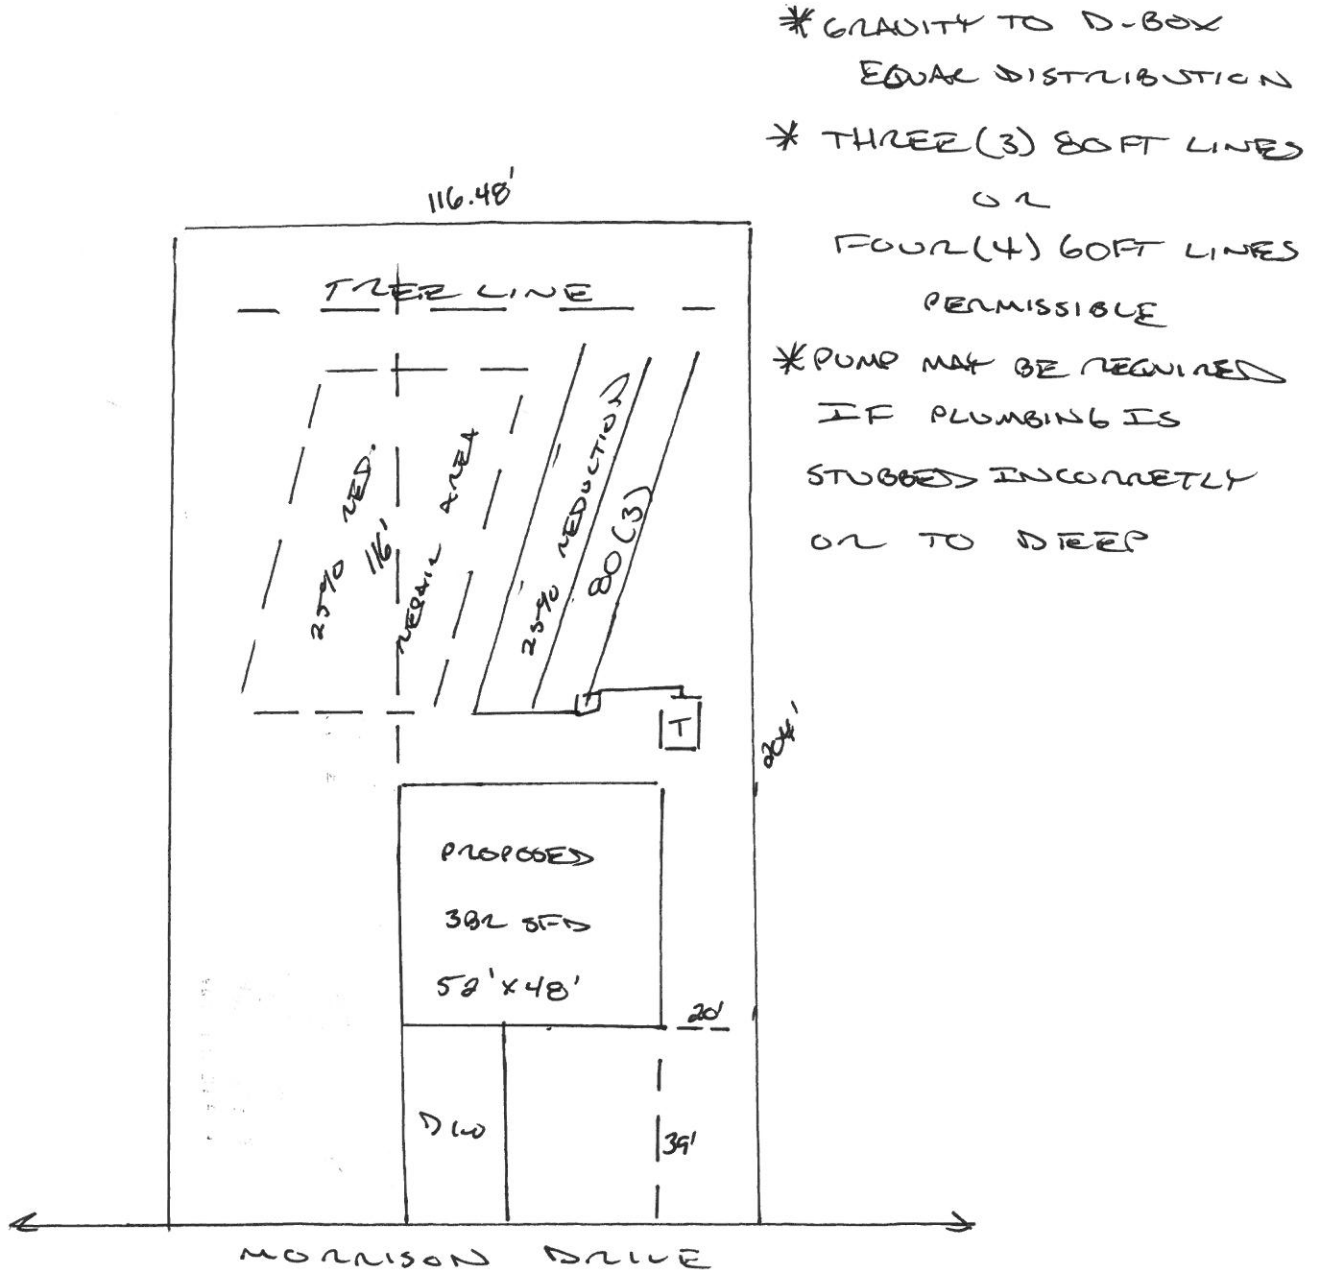 * GRAVITY TO D-BOX
EQUAL DISTRIBUTION
* THREE (3) 80FT LINES
OR
FOUR (4) 60FT LINES
PERMISSIBLE
* PUMP MAY BE REQUIRED
IF PLUMBING IS
STUBBED INCORRETLY
OR TO DEEP
116.48'
TREE LINE
25% RED.
116'
REPAIR AREA
25% REDUCTION
80 (3)
T
204'
PROPOSED
3BR SFD
52' x 48'
20'
DW
39'
MORRISON DRIVE